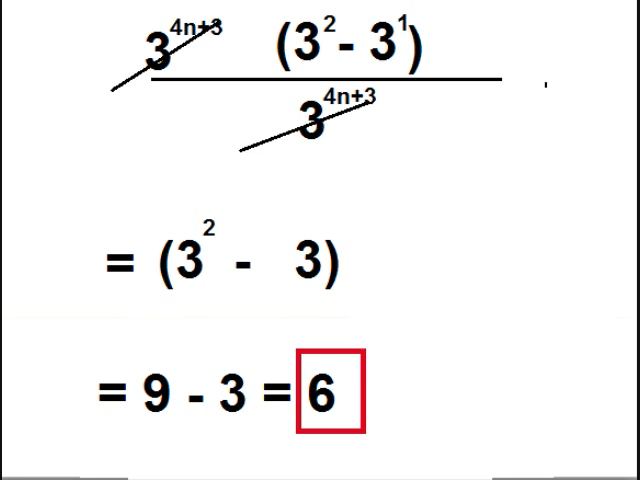 3^{4n+3} (3^2 - 3^1)
3^{4n+3}
= (3^2 - 3)
= 9 - 3 = 6